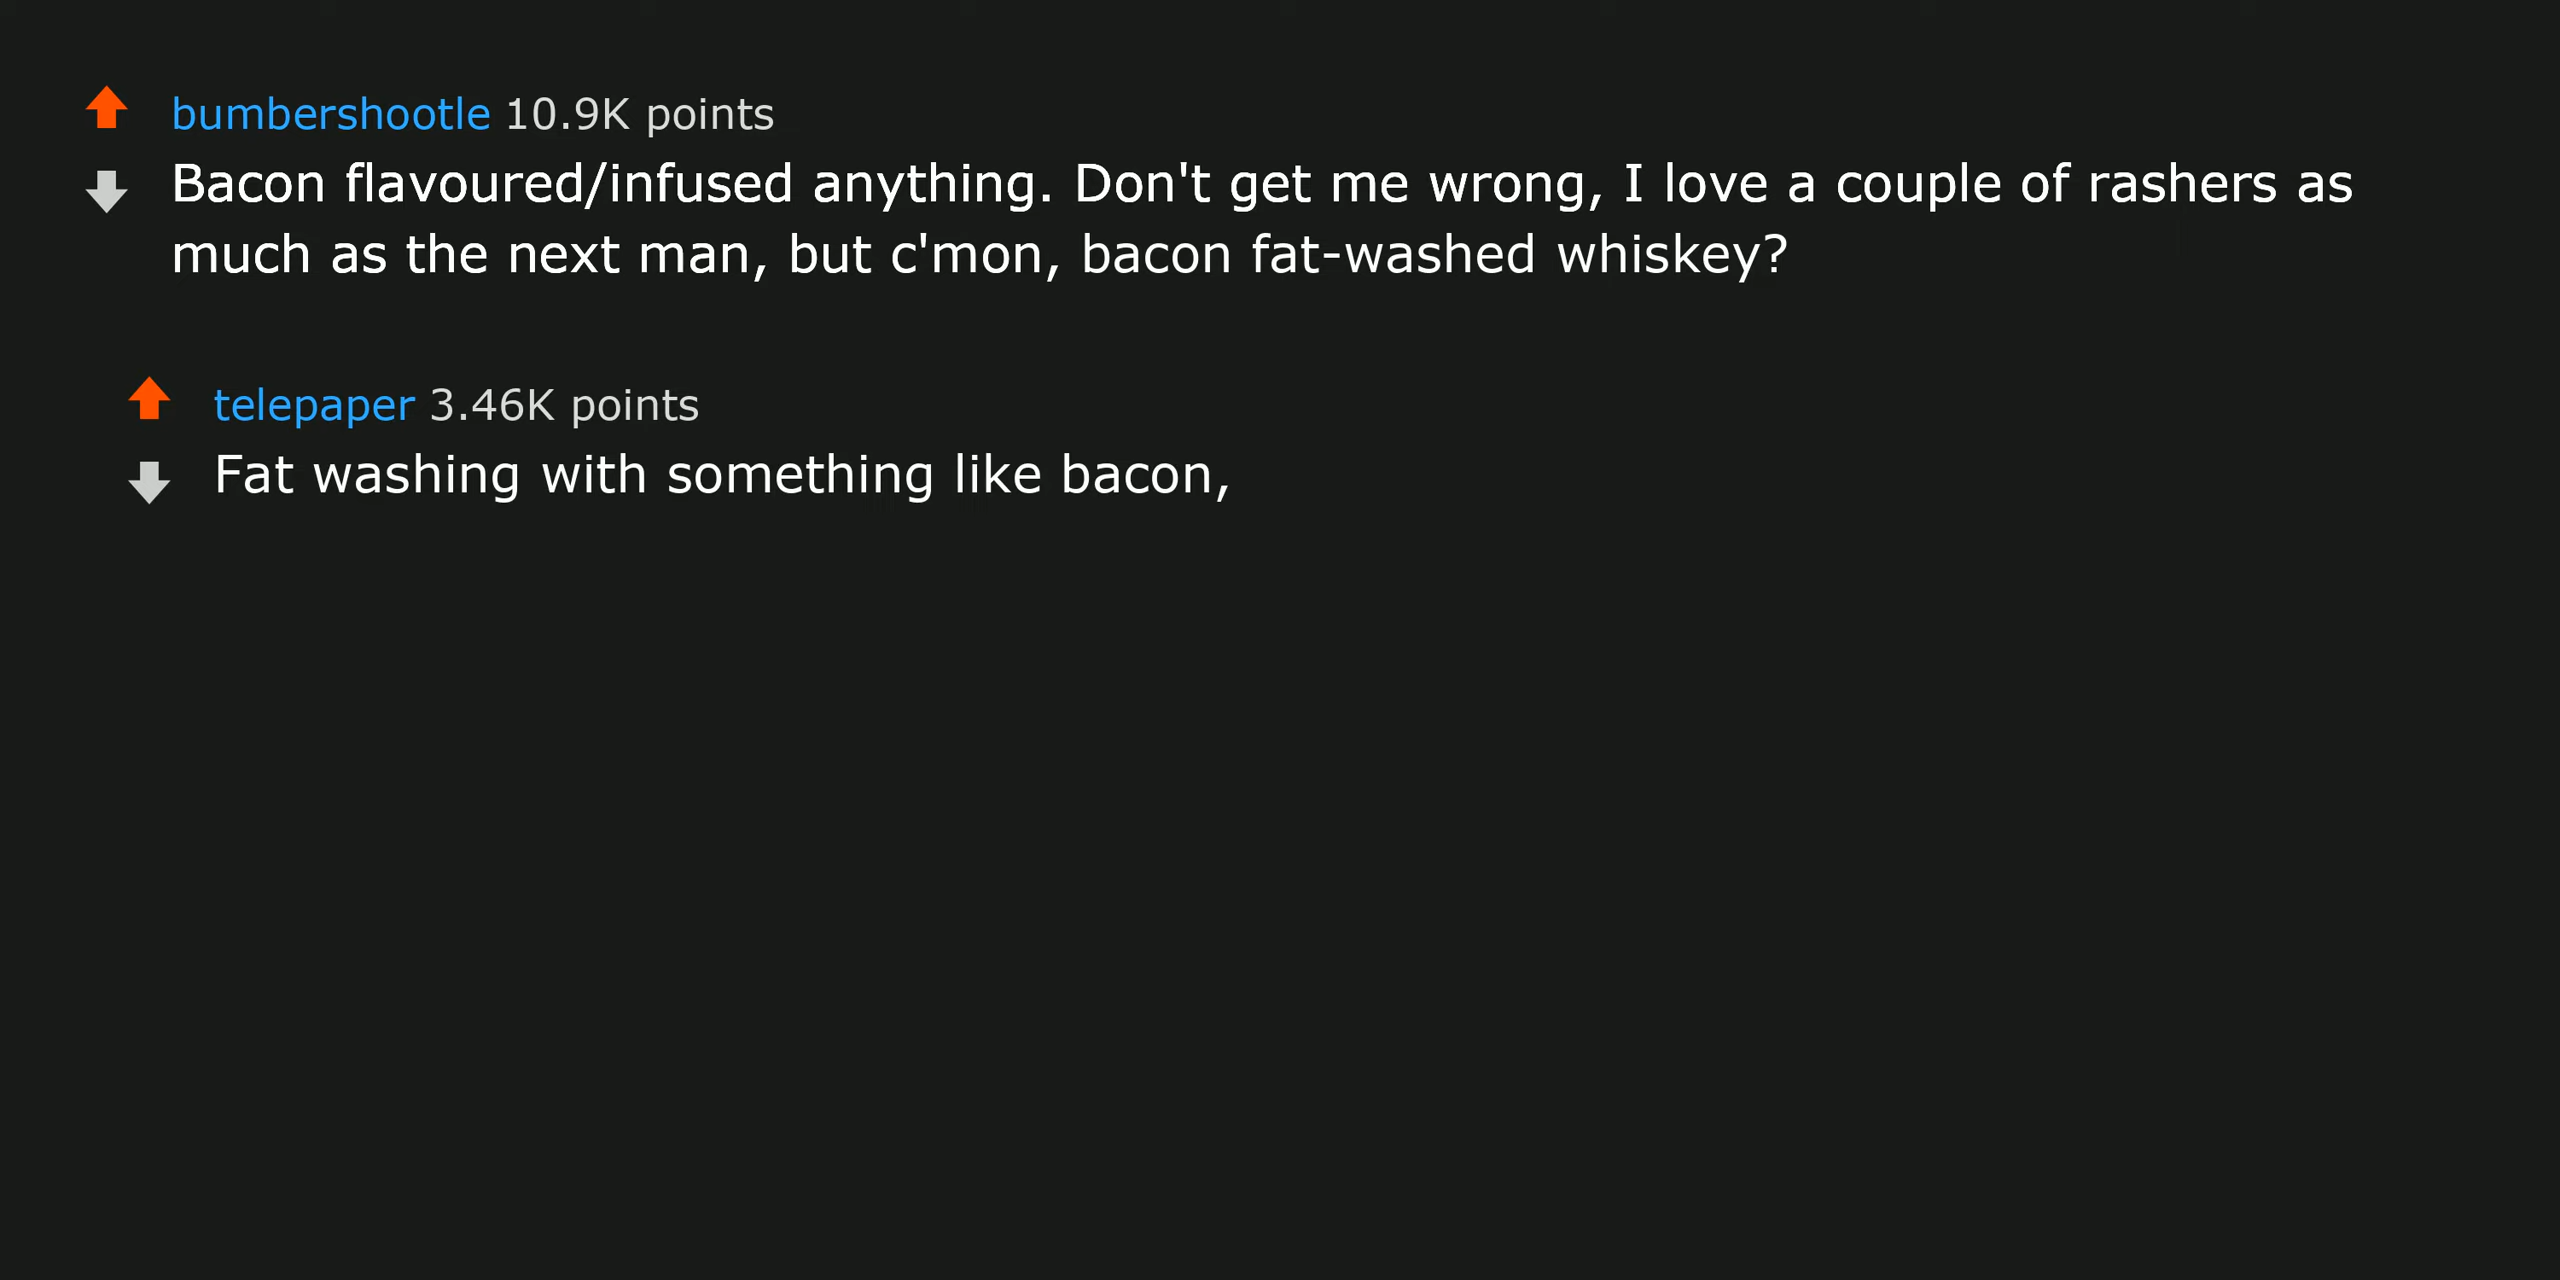 bumbershootle 10.9K points
Bacon flavoured/infused anything. Don't get me wrong, I love a couple of rashers as
much as the next man, but c'mon, bacon fat-washed whiskey?
telepaper 3.46K points
Fat washing with something like bacon,